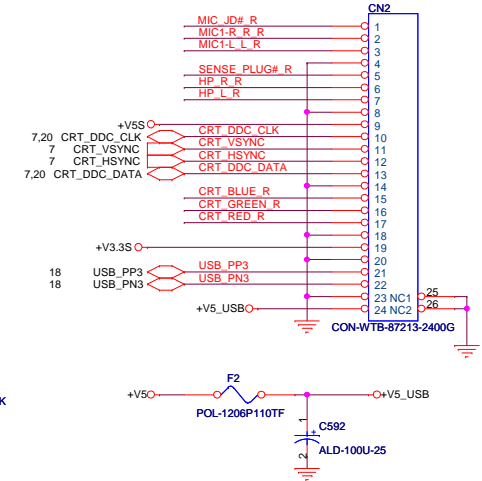 CN2
MIC_JD#_R 1
MIC1-R_R_R 2
MIC1-L_L_R 3
4
SENSE_PLUG#_R 5
HP_R_R 6
HP_L_R 7
8
+V5S 9
7,20 CRT_DDC_CLK CRT_DDC_CLK 10
7 CRT_VSYNC CRT_VSYNC 11
7 CRT_HSYNC CRT_HSYNC 12
7,20 CRT_DDC_DATA CRT_DDC_DATA 13
14
CRT_BLUE_R 15
CRT_GREEN_R 16
CRT_RED_R 17
18
+V3.3S 19
20
18 USB_PP3 USB_PP3 21
18 USB_PN3 USB_PN3 22
23 NC1 25
+V5_USB 24 NC2 26
CON-WTB-87213-2400G
F2
+V5 +V5_USB
K
POL-1206P110TF
1 + C592
2 ALD-100U-25